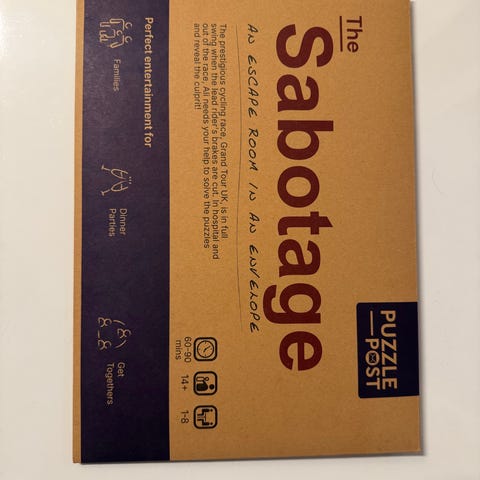 PUZZLE
POST
The
Sabotage
AN ESCAPE ROOM IN AN ENVELOPE
The prestigious cycling race, Grand Tour UK, is in full
swing when the lead rider's brakes are cut. In hospital and
out of the race, Ali needs your help to solve the puzzles
and reveal the culprit!
60-90
mins
14+
1-8
Perfect entertainment for
Families
Dinner
Parties
Get
Togethers